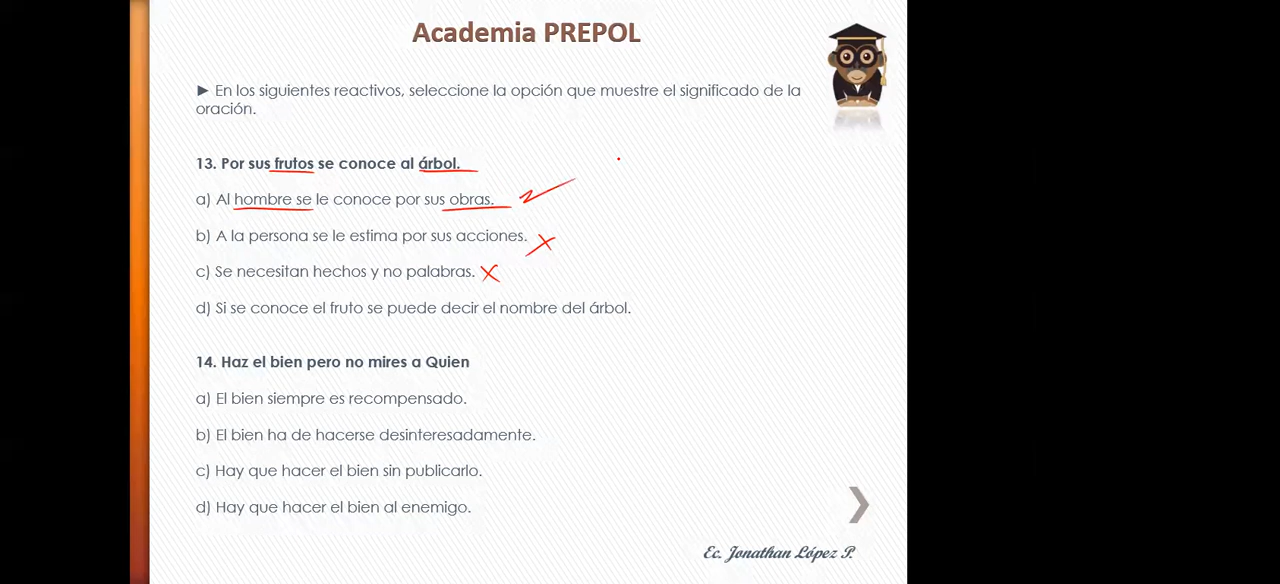 Academia PREPOL
► En los siguientes reactivos, seleccione la opción que muestre el significado de la
oración.
13. Por sus frutos se conoce al árbol.
a) Al hombre se le conoce por sus obras.
b) A la persona se le estima por sus acciones.
c) Se necesitan hechos y no palabras.
d) Si se conoce el fruto se puede decir el nombre del árbol.
14. Haz el bien pero no mires a Quien
a) El bien siempre es recompensado.
b) El bien ha de hacerse desinteresadamente.
c) Hay que hacer el bien sin publicarlo.
d) Hay que hacer el bien al enemigo.
Ec. Jonathan López P.